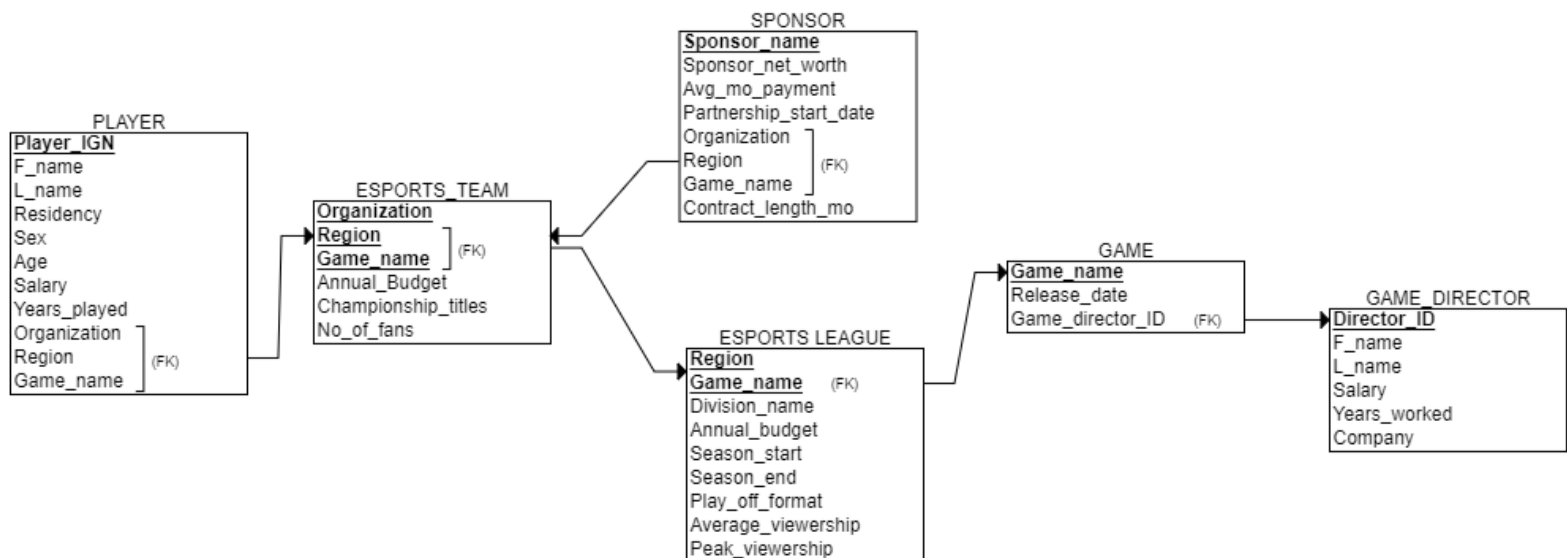 PLAYER
Player_IGN
F_name
L_name
Residency
Sex
Age
Salary
Years_played
Organization
Region
(FK)
Game_name
ESPORTS_TEAM
Organization
Region
(FK)
Game_name
Annual_Budget
Championship_titles
No_of_fans
SPONSOR
Sponsor_name
Sponsor_net_worth
Avg_mo_payment
Partnership_start_date
Organization
Region
(FK)
Game_name
Contract_length_mo
ESPORTS LEAGUE
Region
Game_name (FK)
Division_name
Annual_budget
Season_start
Season_end
Play_off_format
Average_viewership
Peak_viewership
GAME
Game_name
Release_date
Game_director_ID (FK)
GAME_DIRECTOR
Director_ID
F_name
L_name
Salary
Years_worked
Company